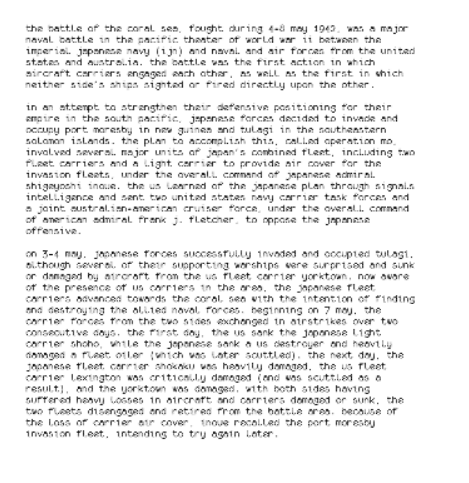 the battle of the coral sea, fought during 4-8 may 1942, was a major
naval battle in the pacific theater of world war ii between the
imperial japanese navy (ijn) and naval and air forces from the united
states and australia. the battle was the first action in which
aircraft carriers engaged each other, as well as the first in which
neither side's ships sighted or fired directly upon the other.

in an attempt to strengthen their defensive positioning for their
empire in the south pacific, japanese forces decided to invade and
occupy port moresby in new guinea and tulagi in the southeastern
solomon islands. the plan to accomplish this, called operation mo,
involved several major units of japan's combined fleet, including two
fleet carriers and a light carrier to provide air cover for the
invasion fleets, under the overall command of japanese admiral
shigeyoshi inoue. the us learned of the japanese plan through signals
intelligence and sent two united states navy carrier task forces and
a joint australian-american cruiser force, under the overall command
of american admiral frank j. fletcher, to oppose the japanese
offensive.

on 3-4 may, japanese forces successfully invaded and occupied tulagi,
although several of their supporting warships were surprised and sunk
or damaged by aircraft from the us fleet carrier yorktown. now aware
of the presence of us carriers in the area, the japanese fleet
carriers advanced towards the coral sea with the intention of finding
and destroying the allied naval forces. beginning on 7 may, the
carrier forces from the two sides exchanged in airstrikes over two
consecutive days. the first day, the us sank the japanese light
carrier shoho, while the japanese sank a us destroyer and heavily
damaged a fleet oiler (which was later scuttled). the next day, the
japanese fleet carrier shokaku was heavily damaged, the us fleet
carrier lexington was critically damaged (and was scuttled as a
result), and the yorktown was damaged. with both sides having
suffered heavy losses in aircraft and carriers damaged or sunk, the
two fleets disengaged and retired from the battle area. because of
the loss of carrier air cover, inoue recalled the port moresby
invasion fleet, intending to try again later.